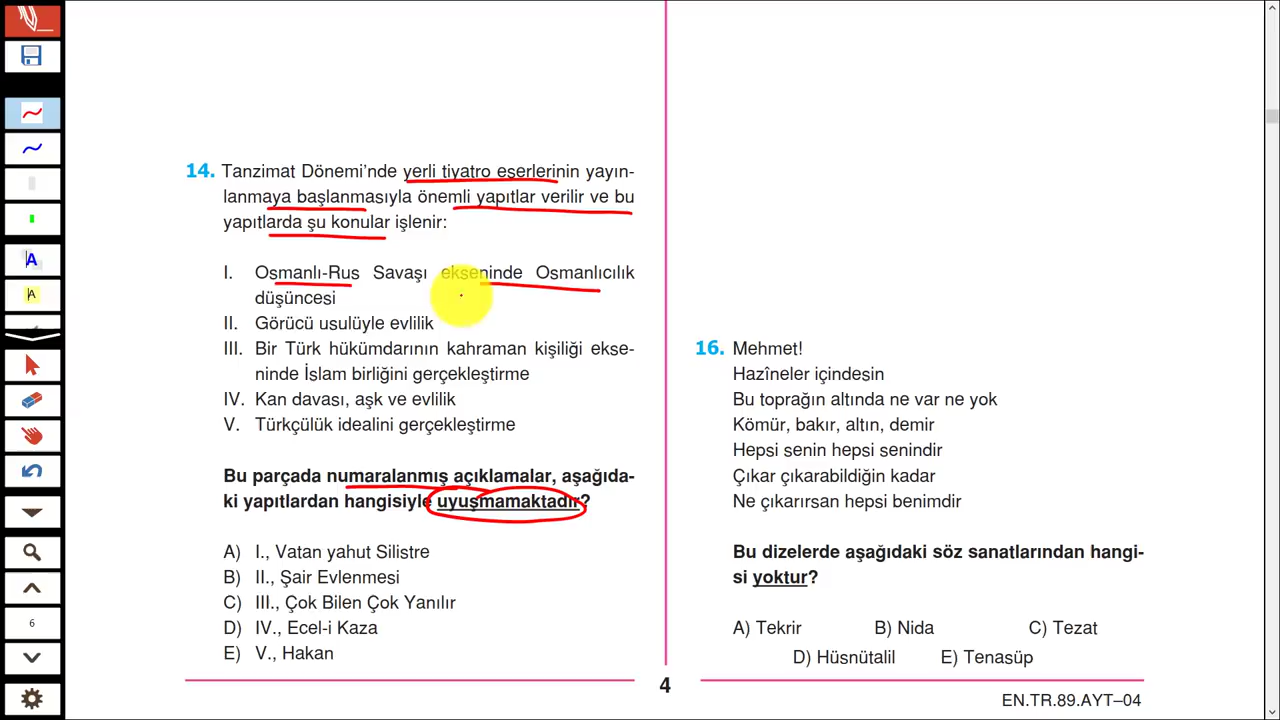 14. Tanzimat Dönemi'nde yerli tiyatro eserlerinin yayın-
lanmaya başlanmasıyla önemli yapıtlar verilir ve bu
yapıtlarda şu konular işlenir:
I. Osmanlı-Rus Savaşı ekseninde Osmanlıcılık
düşüncesi
II. Görücü usulüyle evlilik
III. Bir Türk hükümdarının kahraman kişiliği ekse-
ninde İslam birliğini gerçekleştirme
IV. Kan davası, aşk ve evlilik
V. Türkçülük idealini gerçekleştirme
Bu parçada numaralanmış açıklamalar, aşağıda-
ki yapıtlardan hangisiyle uyuşmamaktadır?
A) I., Vatan yahut Silistre
B) II., Şair Evlenmesi
C) III., Çok Bilen Çok Yanılır
D) IV., Ecel-i Kaza
E) V., Hakan
16. Mehmet!
Hazîneler içindesin
Bu toprağın altında ne var ne yok
Kömür, bakır, altın, demir
Hepsi senin hepsi senindir
Çıkar çıkarabildiğin kadar
Ne çıkarırsan hepsi benimdir
Bu dizelerde aşağıdaki söz sanatlarından hangi-
si yoktur?
A) Tekrir B) Nida C) Tezat
D) Hüsnütalil E) Tenasüp
4
EN.TR.89.AYT–04
A
A
6